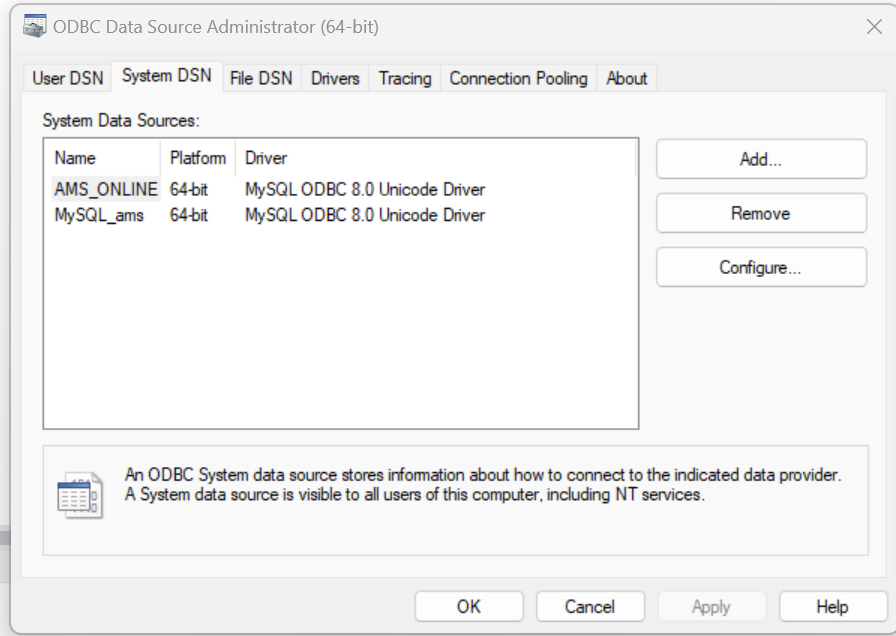 ODBC Data Source Administrator (64-bit)
User DSN System DSN File DSN Drivers Tracing Connection Pooling About
System Data Sources:
Name Platform Driver
AMS_ONLINE 64-bit MySQL ODBC 8.0 Unicode Driver
MySQL_ams 64-bit MySQL ODBC 8.0 Unicode Driver
Add...
Remove
Configure...
An ODBC System data source stores information about how to connect to the indicated data provider.
A System data source is visible to all users of this computer, including NT services.
OK Cancel Apply Help